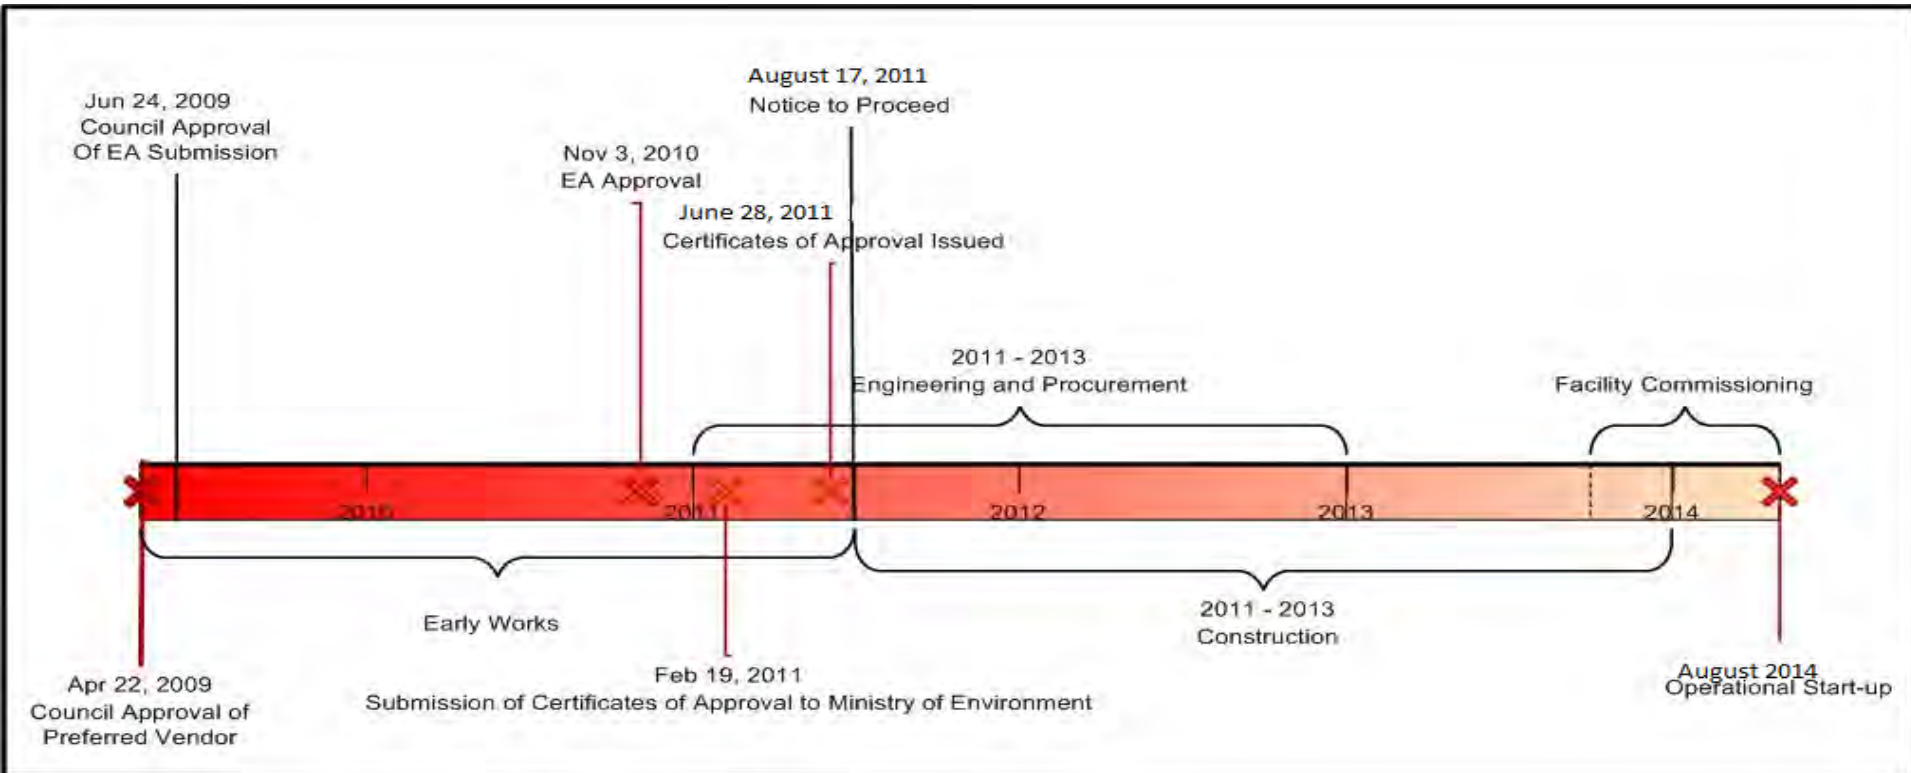 August 17, 2011
Notice to Proceed
Jun 24, 2009
Council Approval
Of EA Submission
Nov 3, 2010
EA Approval
June 28, 2011
Certificates of Approval Issued
2011 - 2013
Engineering and Procurement
Facility Commissioning
2010
2011
2012
2013
2014
Early Works
2011 - 2013
Construction
Feb 19, 2011
Submission of Certificates of Approval to Ministry of Environment
Apr 22, 2009
Council Approval of
Preferred Vendor
August 2014
Operational Start-up